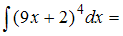 ∫(9x + 2)⁴dx =